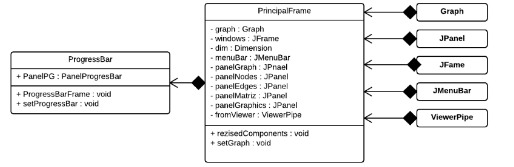 ProgressBar
+ PanelPG : PanelProgresBar
+ ProgressBarFrame : void
+ setProgressBar : void
PrincipalFrame
- graph : Graph
- windows : JFrame
- dim : Dimension
- menuBar : JMenuBar
- panelGraph : JPnael
- panelNodes : JPanel
- panelEdges : JPanel
- panelMatriz : JPanel
- panelGraphics : JPanel
- fromViewer : ViewerPipe
+ rezisedComponents : void
+ setGraph : void
Graph
JPanel
JFame
JMenuBar
ViewerPipe